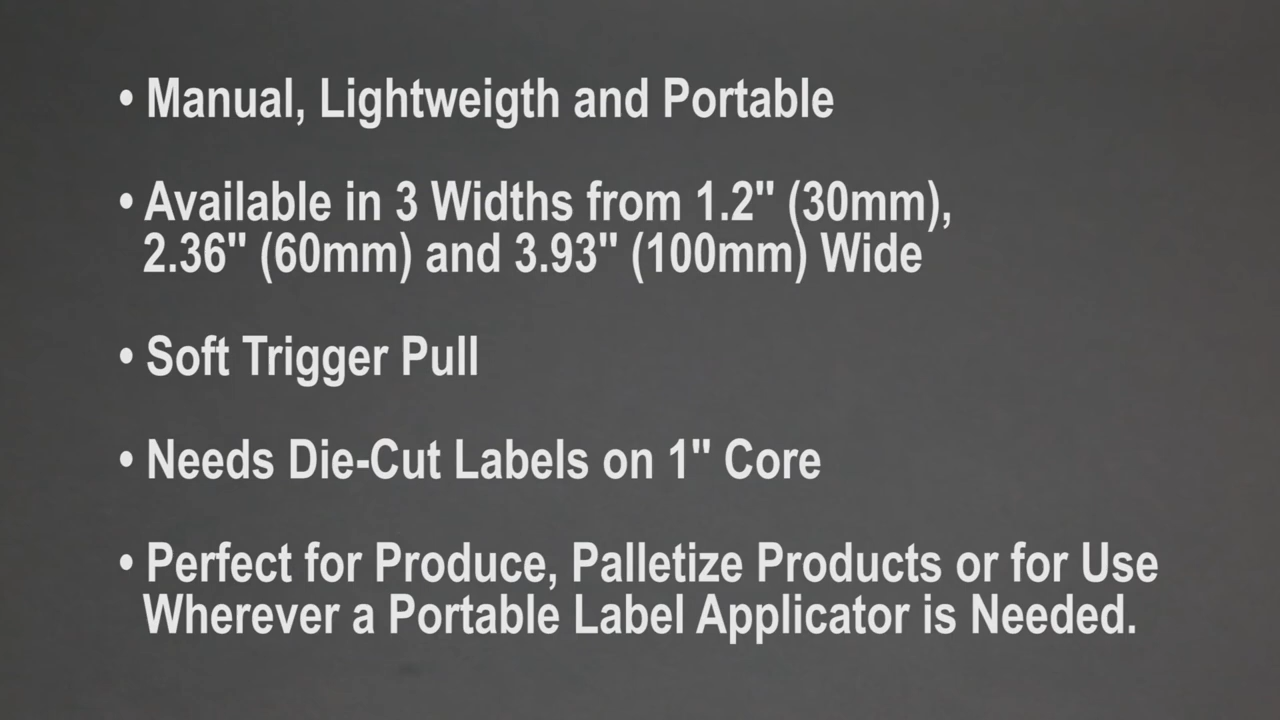 • Manual, Lightweigth and Portable
• Available in 3 Widths from 1.2" (30mm),
2.36" (60mm) and 3.93" (100mm) Wide
• Soft Trigger Pull
• Needs Die-Cut Labels on 1" Core
• Perfect for Produce, Palletize Products or for Use
Wherever a Portable Label Applicator is Needed.